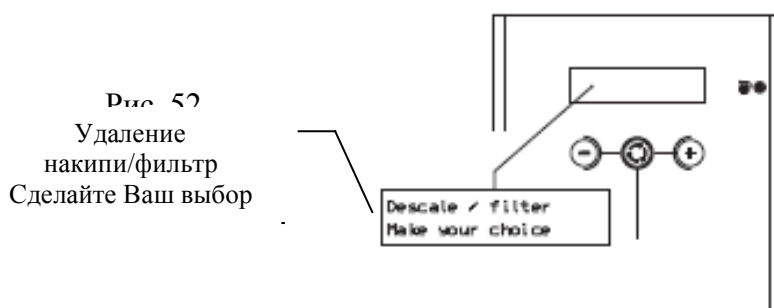 Рис. 52
Удаление
накипи/фильтр
Сделайте Ваш выбор
Descale / filter
Make your choice